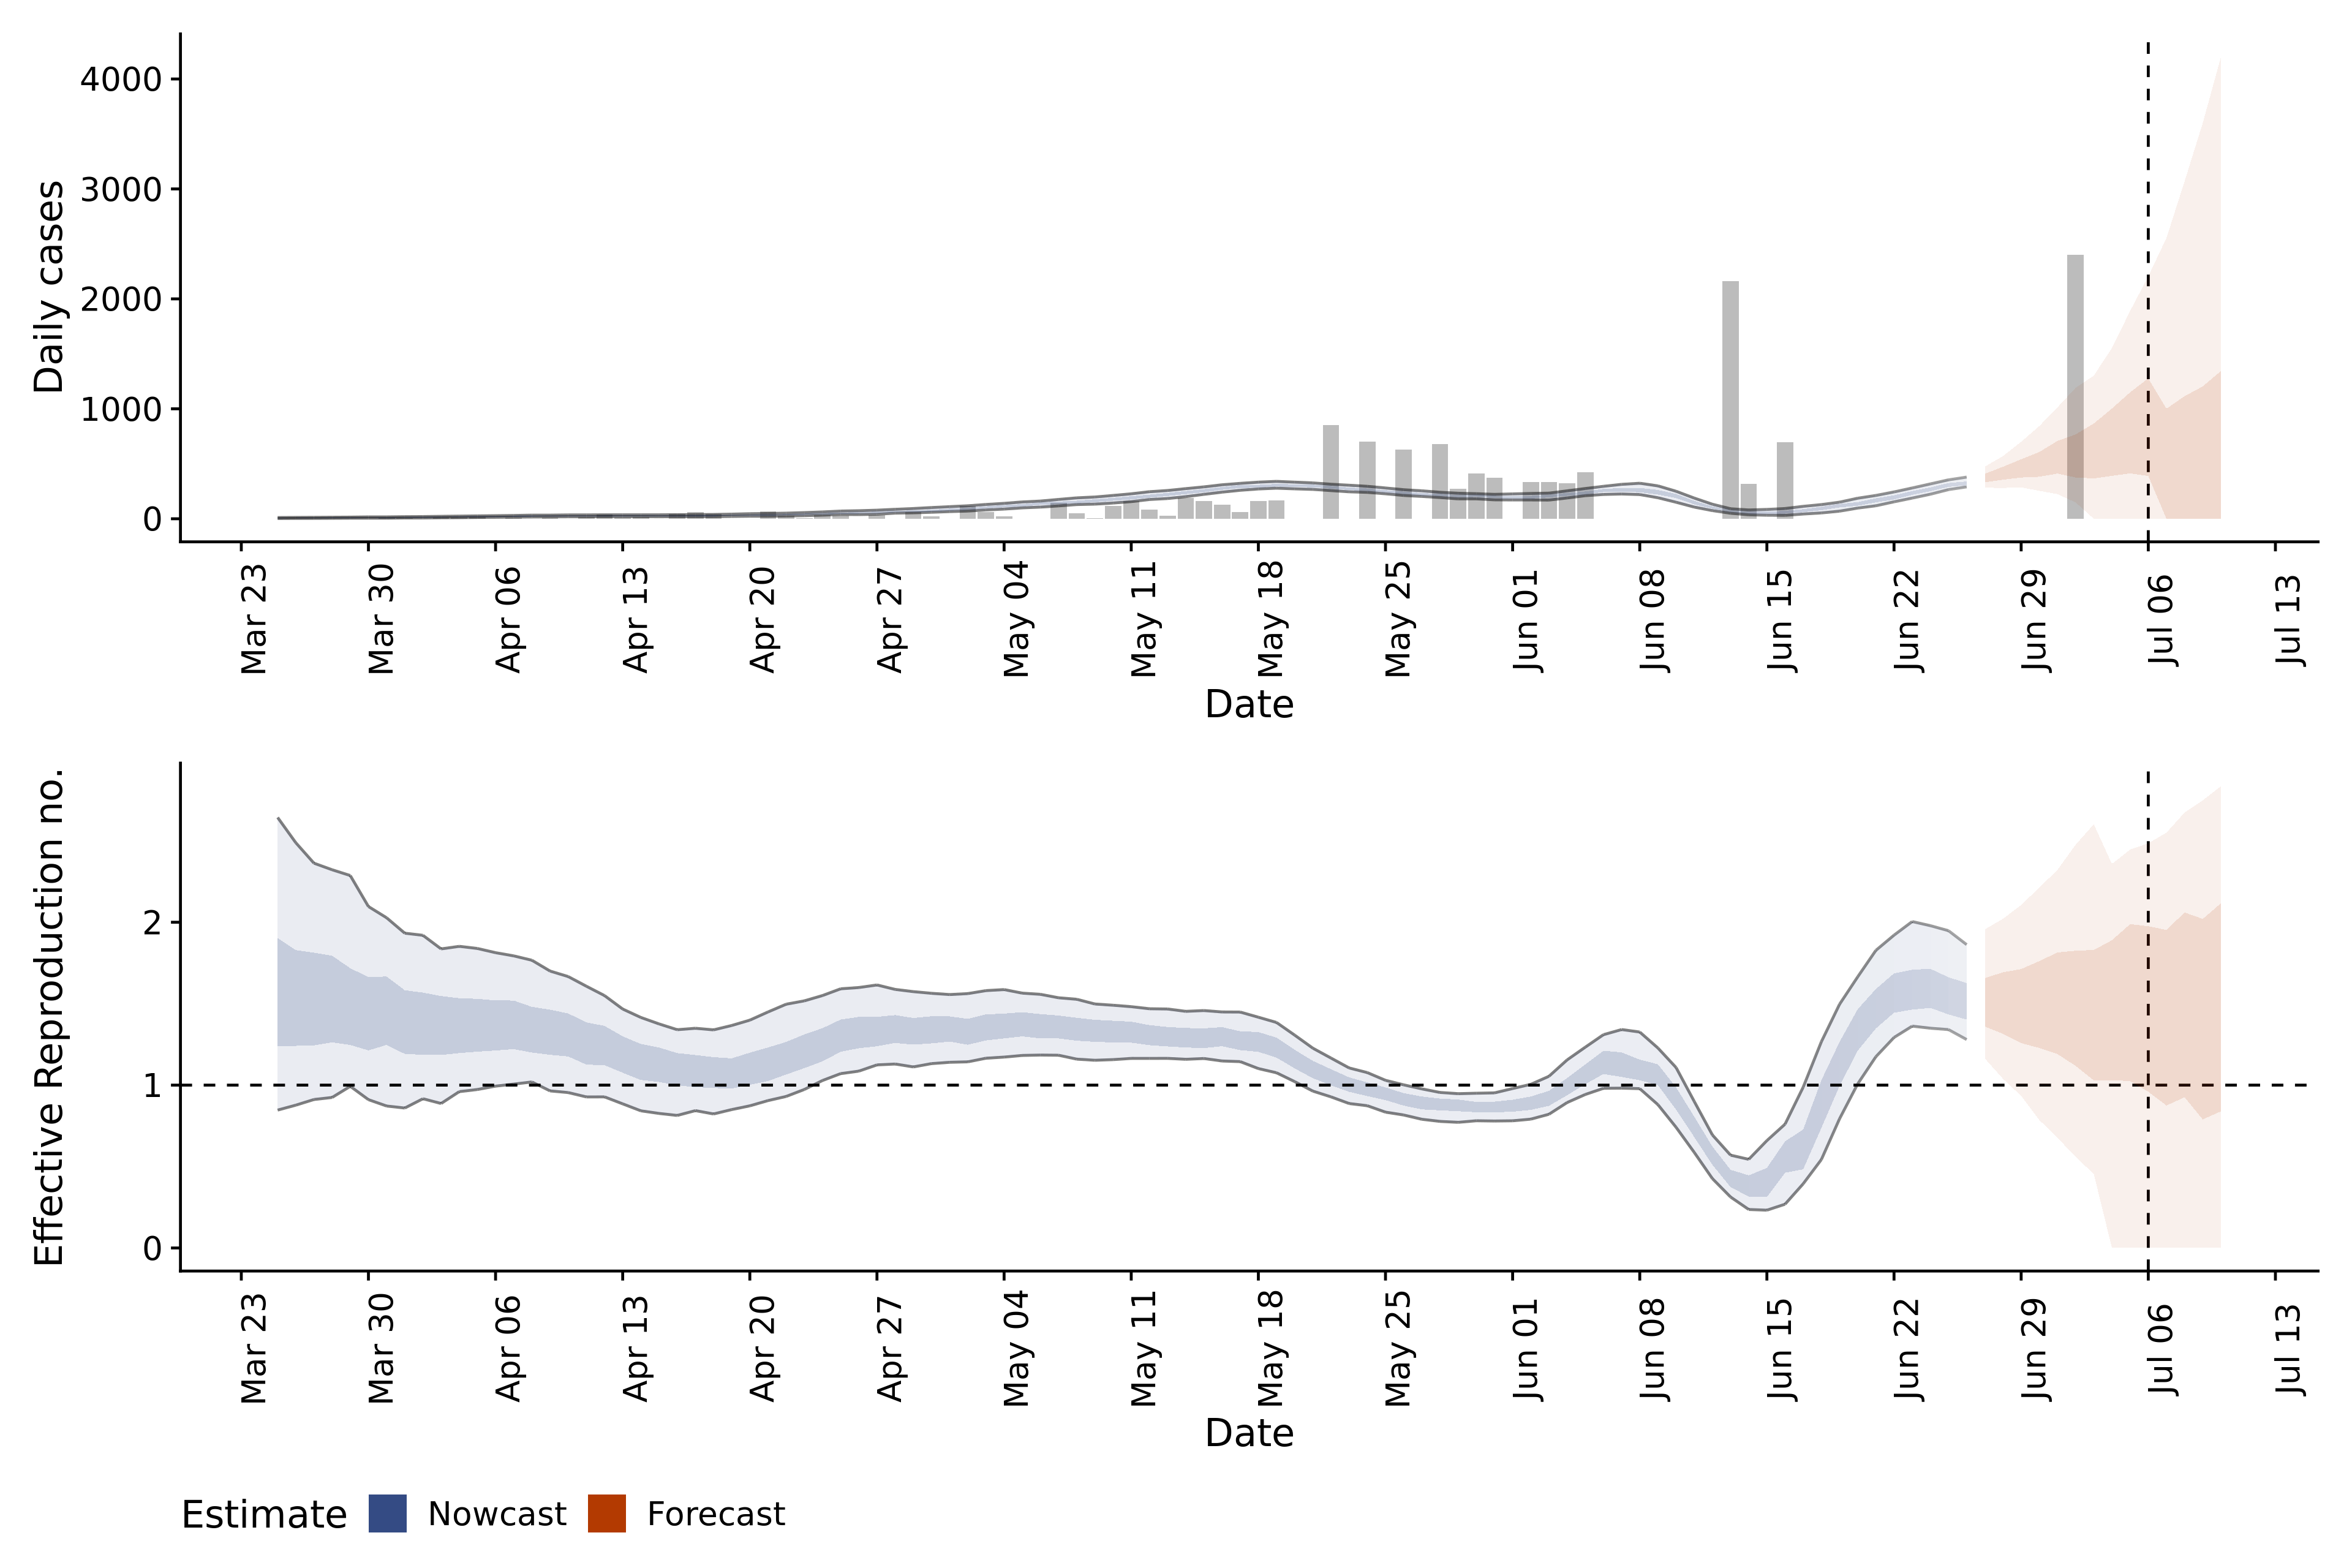 Daily cases
4000
3000
2000
1000
0
Mar 23
Mar 30
Apr 06
Apr 13
Apr 20
Apr 27
May 04
May 11
May 18
May 25
Jun 01
Jun 08
Jun 15
Jun 22
Jun 29
Jul 06
Jul 13
Date
Effective Reproduction no.
2
1
0
Mar 23
Mar 30
Apr 06
Apr 13
Apr 20
Apr 27
May 04
May 11
May 18
May 25
Jun 01
Jun 08
Jun 15
Jun 22
Jun 29
Jul 06
Jul 13
Date
Estimate Nowcast Forecast